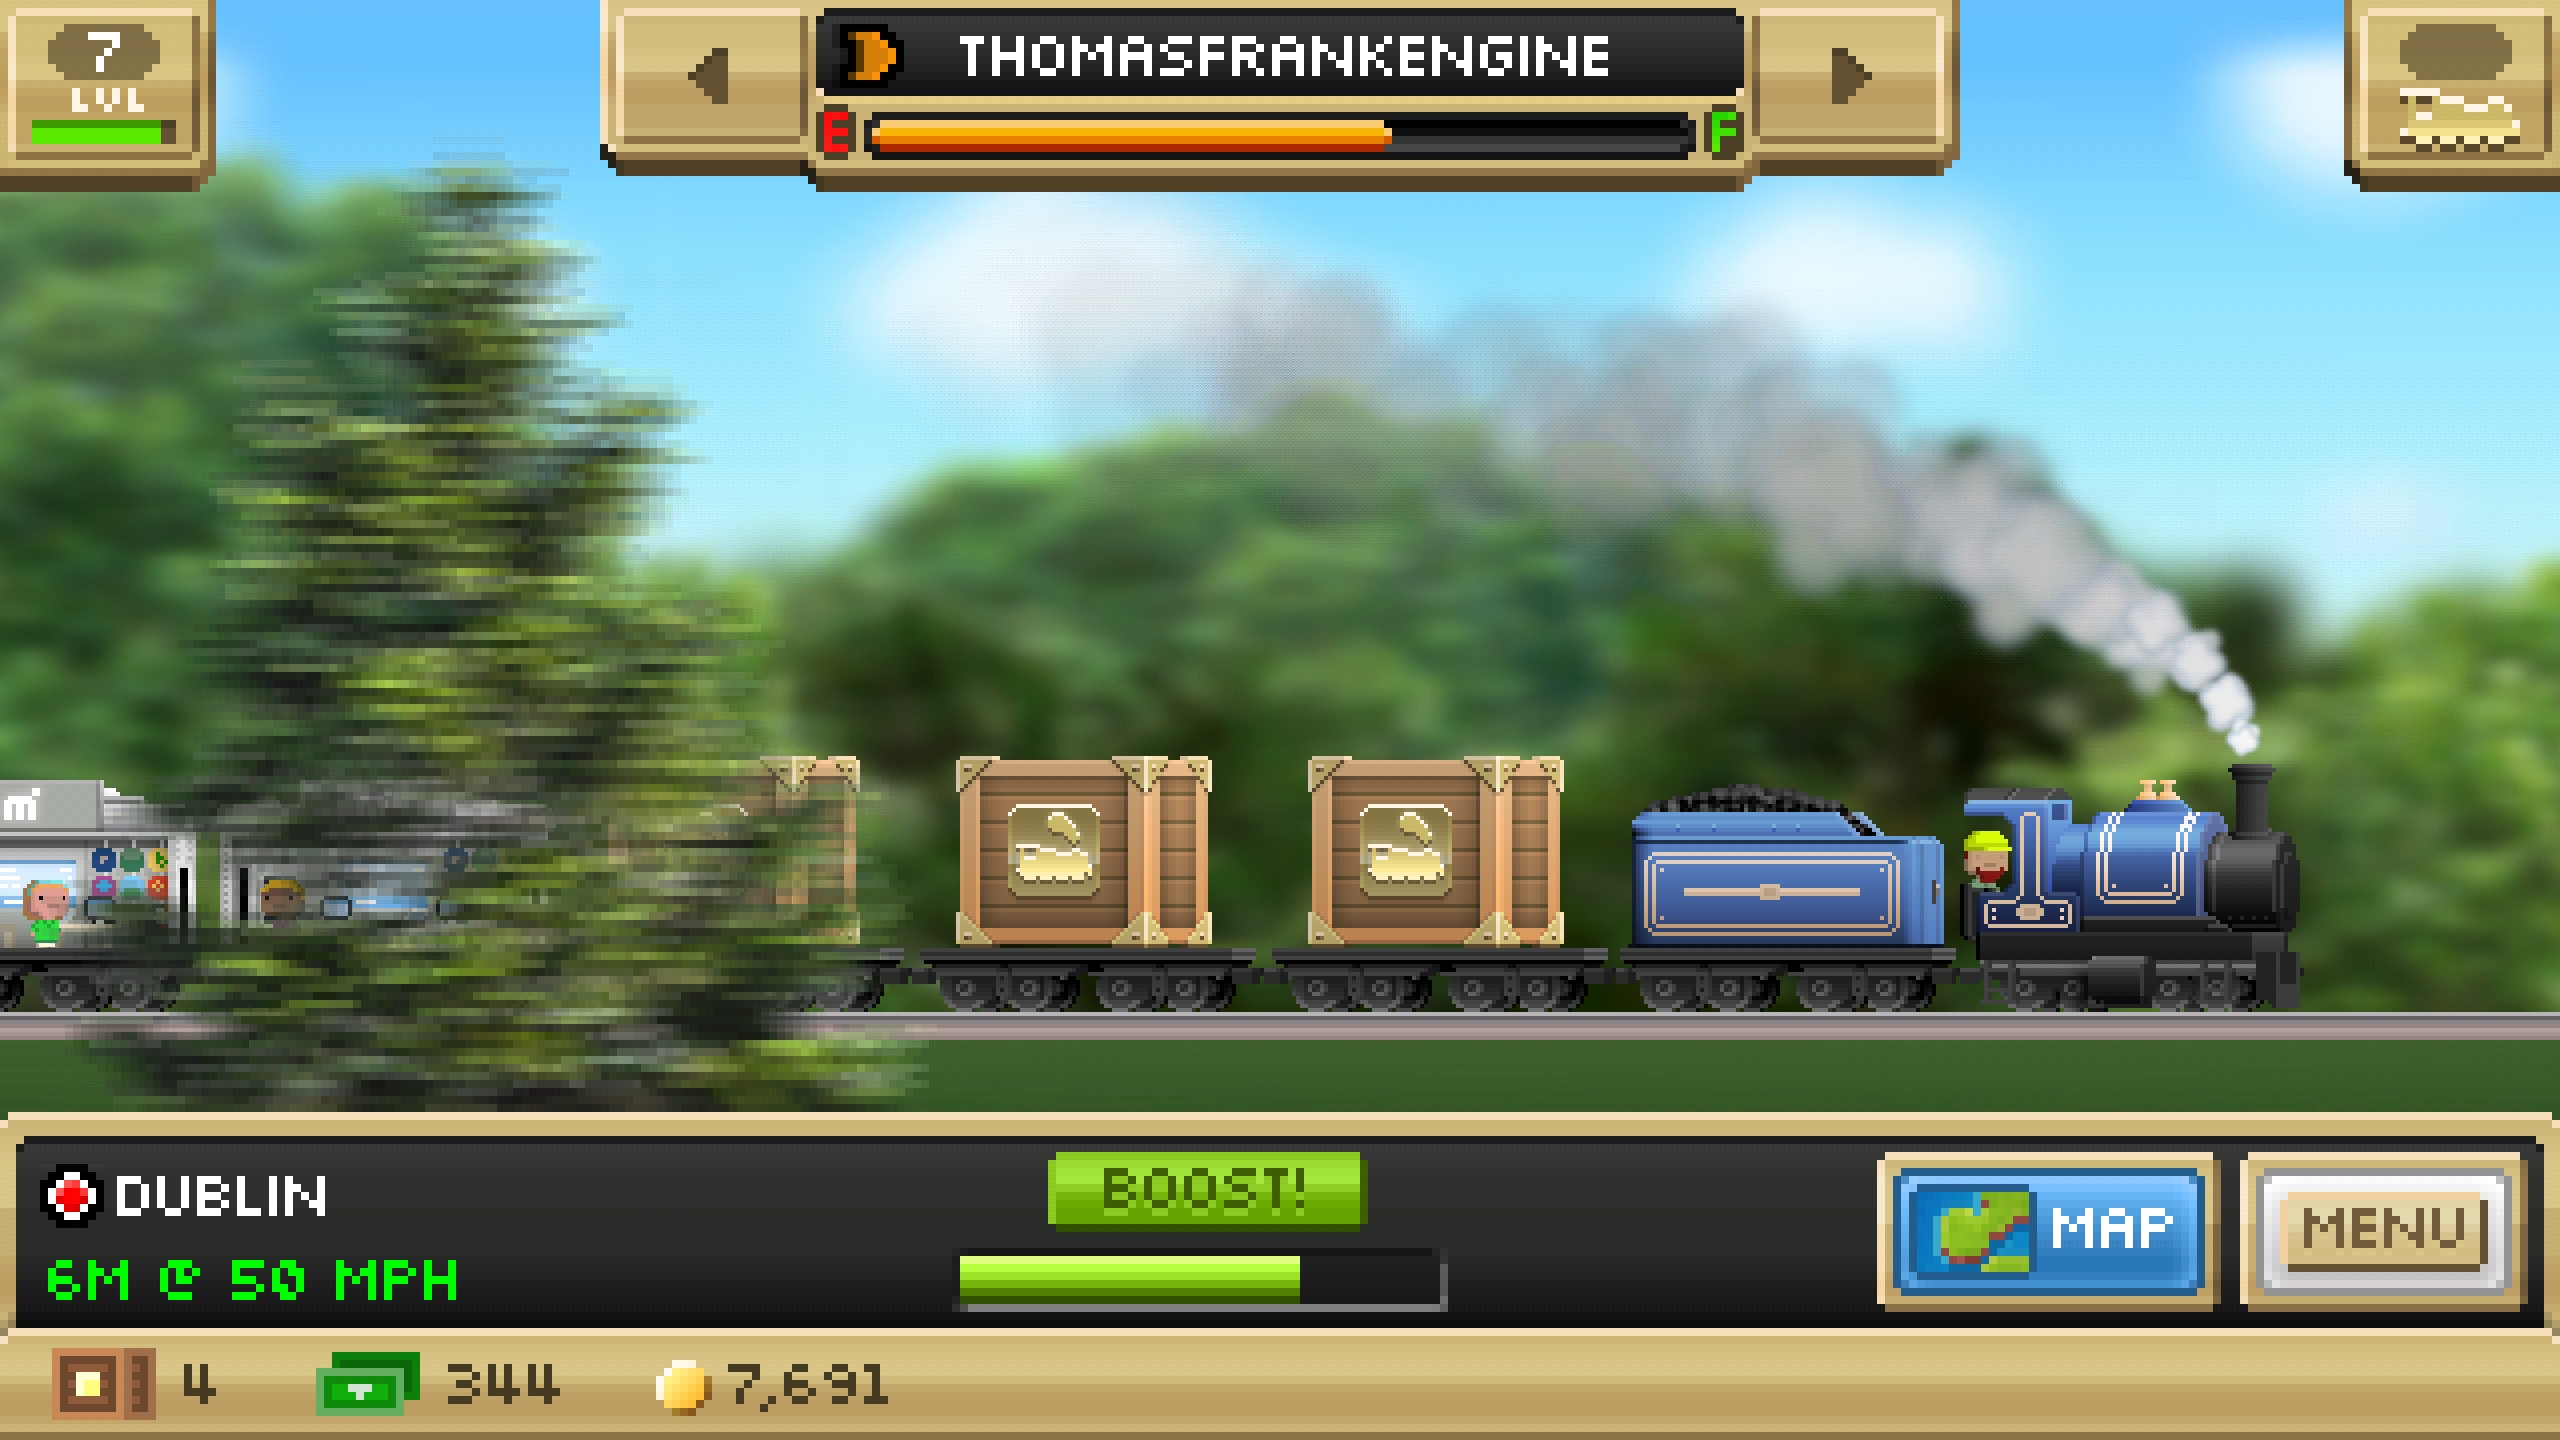 7
LVL
THOMASFRANKENGINE
E F
m
DUBLIN
BOOST!
6M @ 50 MPH
MAP
MENU
4 344 7,691